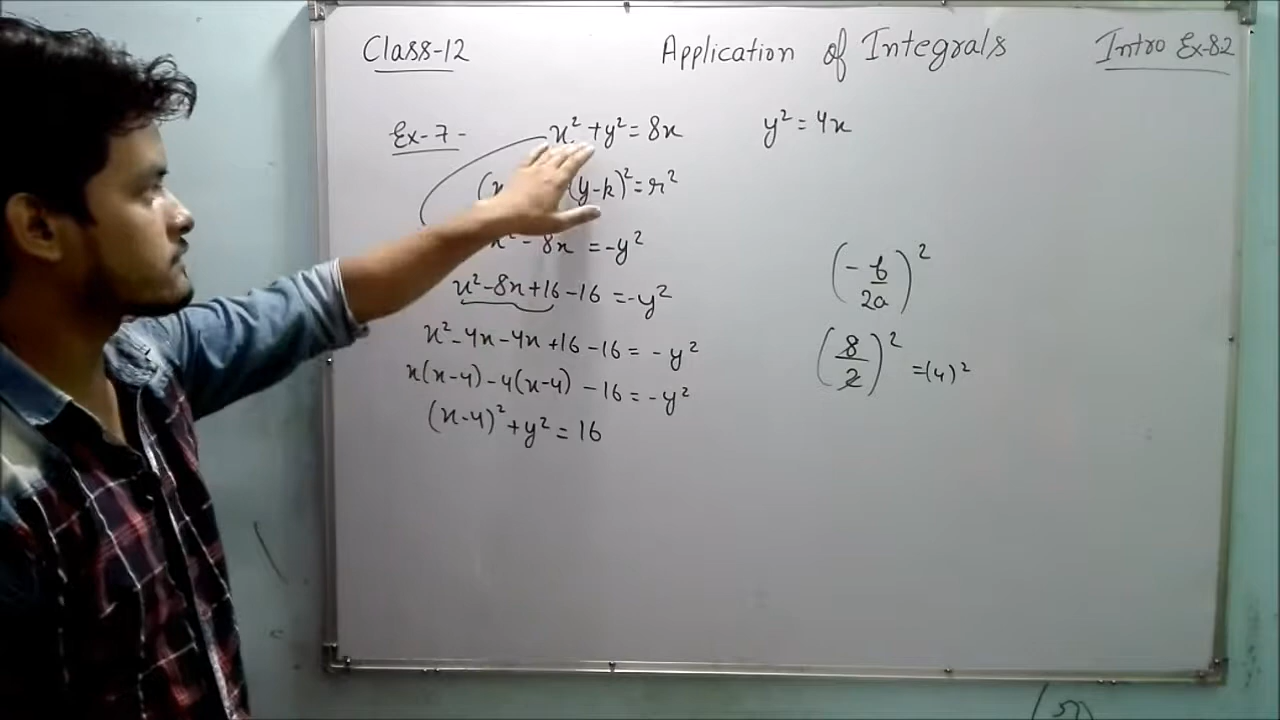 Class-12 Application of Integrals Intro Ex-82
Ex-7- x² + y² = 8x y² = 4x
(y-k)² = r²
x² - 8x = -y²
x² - 8x + 16 - 16 = -y²
x² - 4x - 4x + 16 - 16 = - y²
x(x-4) - 4(x-4) - 16 = - y²
(x-4)² + y² = 16
(-b/2a)²
(8/2)² = (4)²